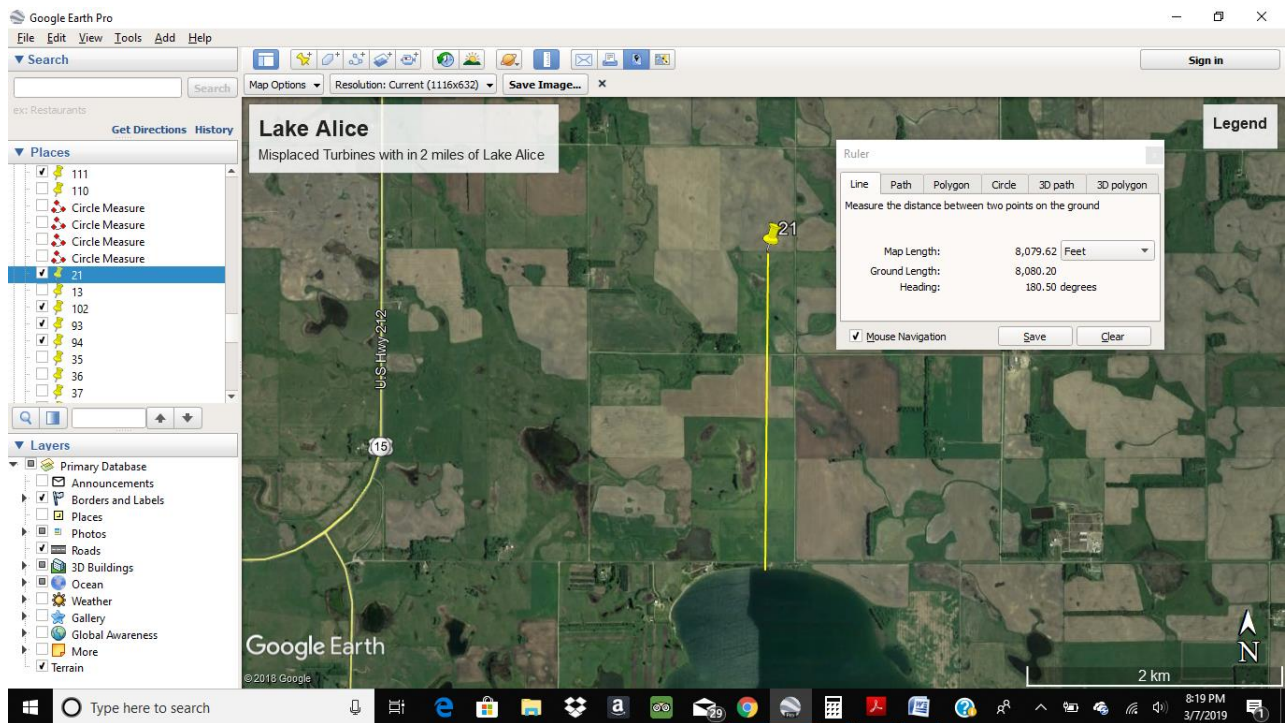 Google Earth Pro
File Edit View Tools Add Help
Search
Search
ex: Restaurants
Get Directions History
Places
111
110
Circle Measure
Circle Measure
Circle Measure
Circle Measure
21
13
102
93
94
35
36
37
Layers
Primary Database
Announcements
Borders and Labels
Places
Photos
Roads
3D Buildings
Ocean
Weather
Gallery
Global Awareness
More
Terrain
Sign in
Map Options Resolution: Current (1116x632) Save Image...
Lake Alice
Misplaced Turbines with in 2 miles of Lake Alice
Legend
Ruler
Line Path Polygon Circle 3D path 3D polygon
Measure the distance between two points on the ground
Map Length: 8,079.62 Feet
Ground Length: 8,080.20
Heading: 180.50 degrees
Mouse Navigation Save Clear
21
U.S Hwy 212
15
Google Earth
© 2018 Google
N
2 km
Type here to search
a
29
8:19 PM
3/7/2019